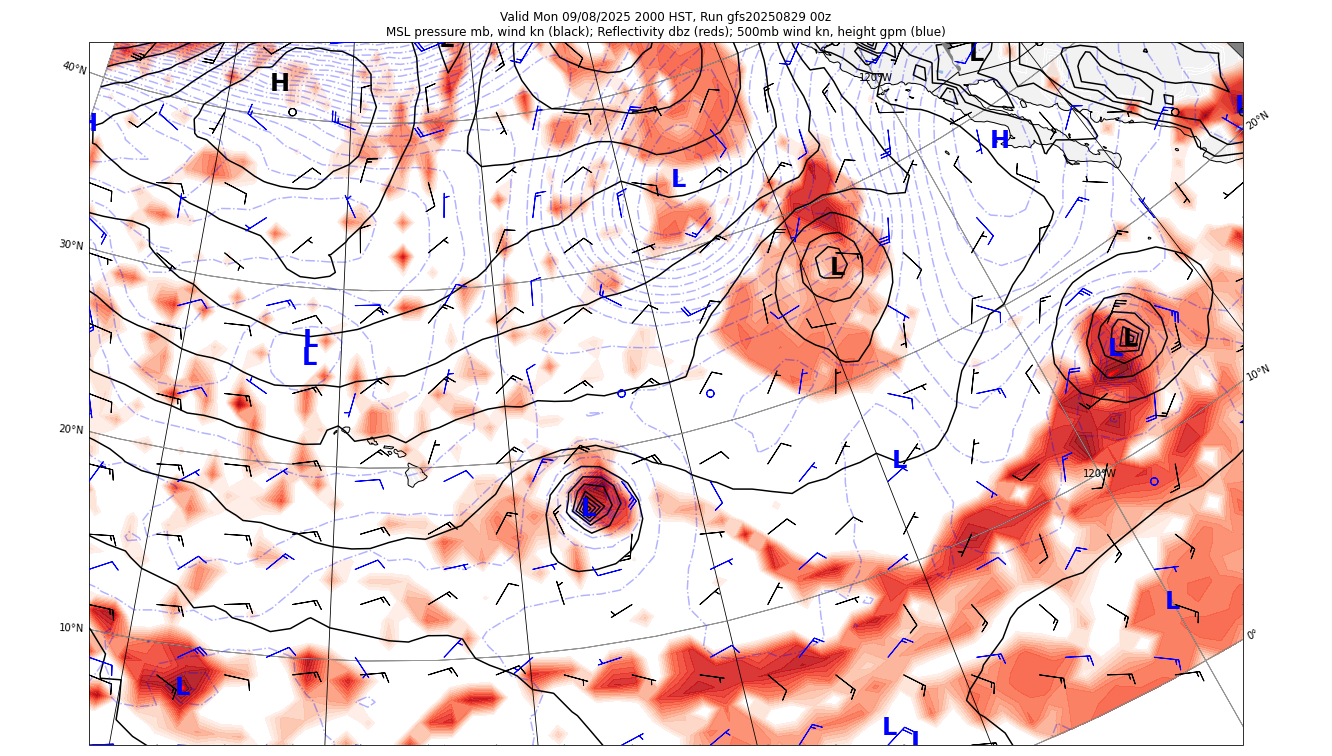 Valid Mon 09/08/2025 2000 HST, Run gfs20250829 00z
MSL pressure mb, wind kn (black); Reflectivity dbz (reds); 500mb wind kn, height gpm (blue)
L
L
H
40°N
120°W
L
20°N
H
H
L
30°N
L
L
L
L
L
10°N
20°N
L
120°W
L
L
10°N
0°
L
L
L